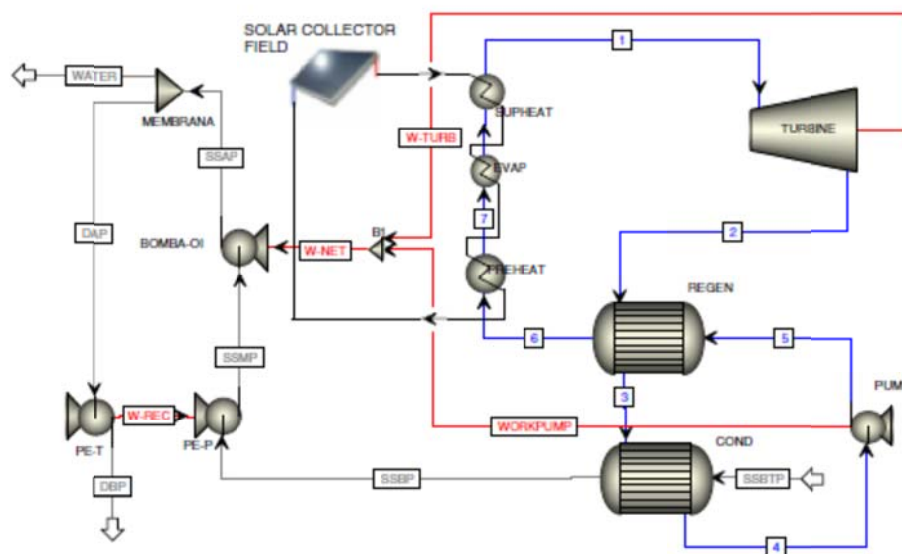 SOLAR COLLECTOR
FIELD
1
WATER
MEMBRANA
SUPHEAT
TURBINE
W-TURB
SSAP
EVAP
DAP
7
2
BOMBA-OI
W-NET
B1
PREHEAT
REGEN
6
5
SSMP
3
PUM
W-REC
WORKPUMP
COND
PE-T
PE-P
SSBP
SSBTP
DBP
4